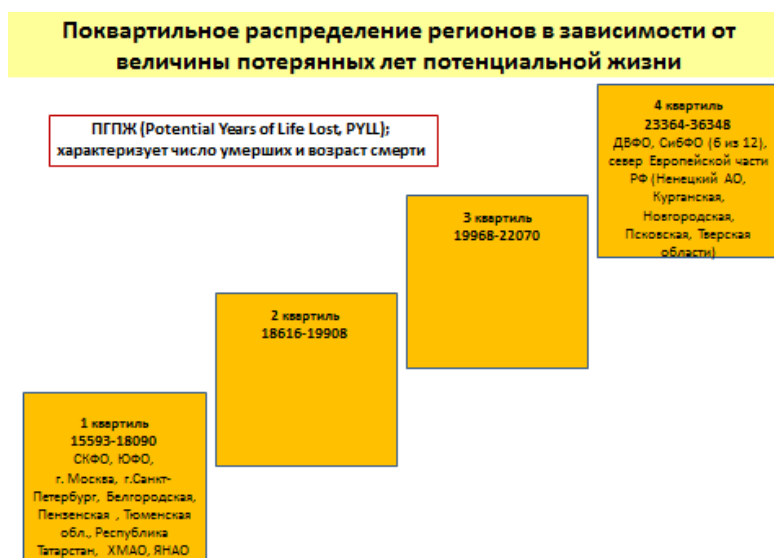 Поквартильное распределение регионов в зависимости от
величины потерянных лет потенциальной жизни
ПГПЖ (Potential Years of Life Lost, PYLL);
характеризует число умерших и возраст смерти
4 квартиль
23364-36348
ДВФО, СибФО (6 из 12),
север Европейской части
РФ (Ненецкий АО,
Курганская,
Новгородская,
Псковская, Тверская
области)
3 квартиль
19968-22070
2 квартиль
18616-19908
1 квартиль
15593-18090
СКФО, ЮФО,
г. Москва, г.Санкт-
Петербург, Белгородская,
Пензенская , Тюменская
обл., Республика
Татарстан, ХМАО, ЯНАО